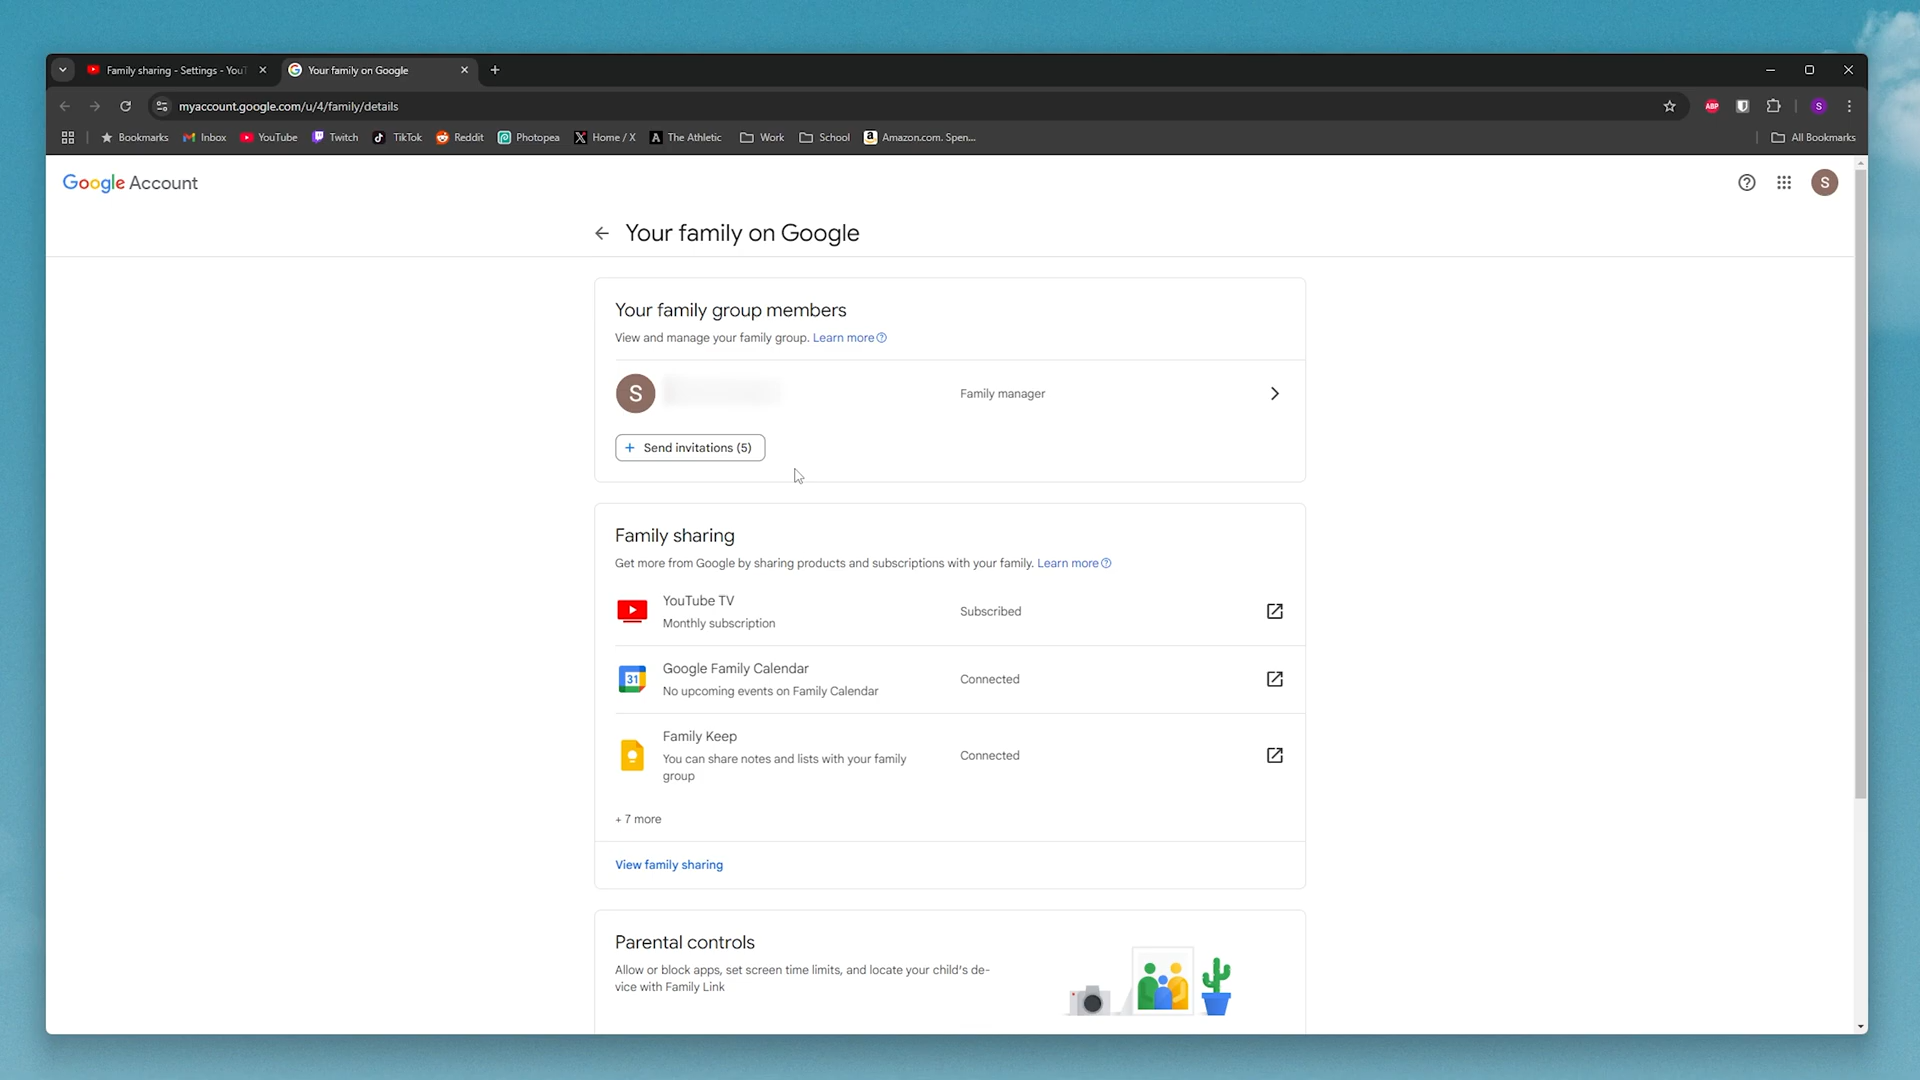 Family sharing - Settings - YouT
Your family on Google
myaccount.google.com/u/4/family/details
ABP
S
Bookmarks
Inbox
YouTube
Twitch
TikTok
Reddit
Photopea
Home / X
The Athletic
Work
School
Amazon.com. Spen...
All Bookmarks
Google Account
S
Your family on Google
Your family group members
View and manage your family group. Learn more
S
Family manager
+ Send invitations (5)
Family sharing
Get more from Google by sharing products and subscriptions with your family. Learn more
YouTube TV
Monthly subscription
Subscribed
31
Google Family Calendar
No upcoming events on Family Calendar
Connected
Family Keep
You can share notes and lists with your family
group
Connected
+ 7 more
View family sharing
Parental controls
Allow or block apps, set screen time limits, and locate your child's de-
vice with Family Link